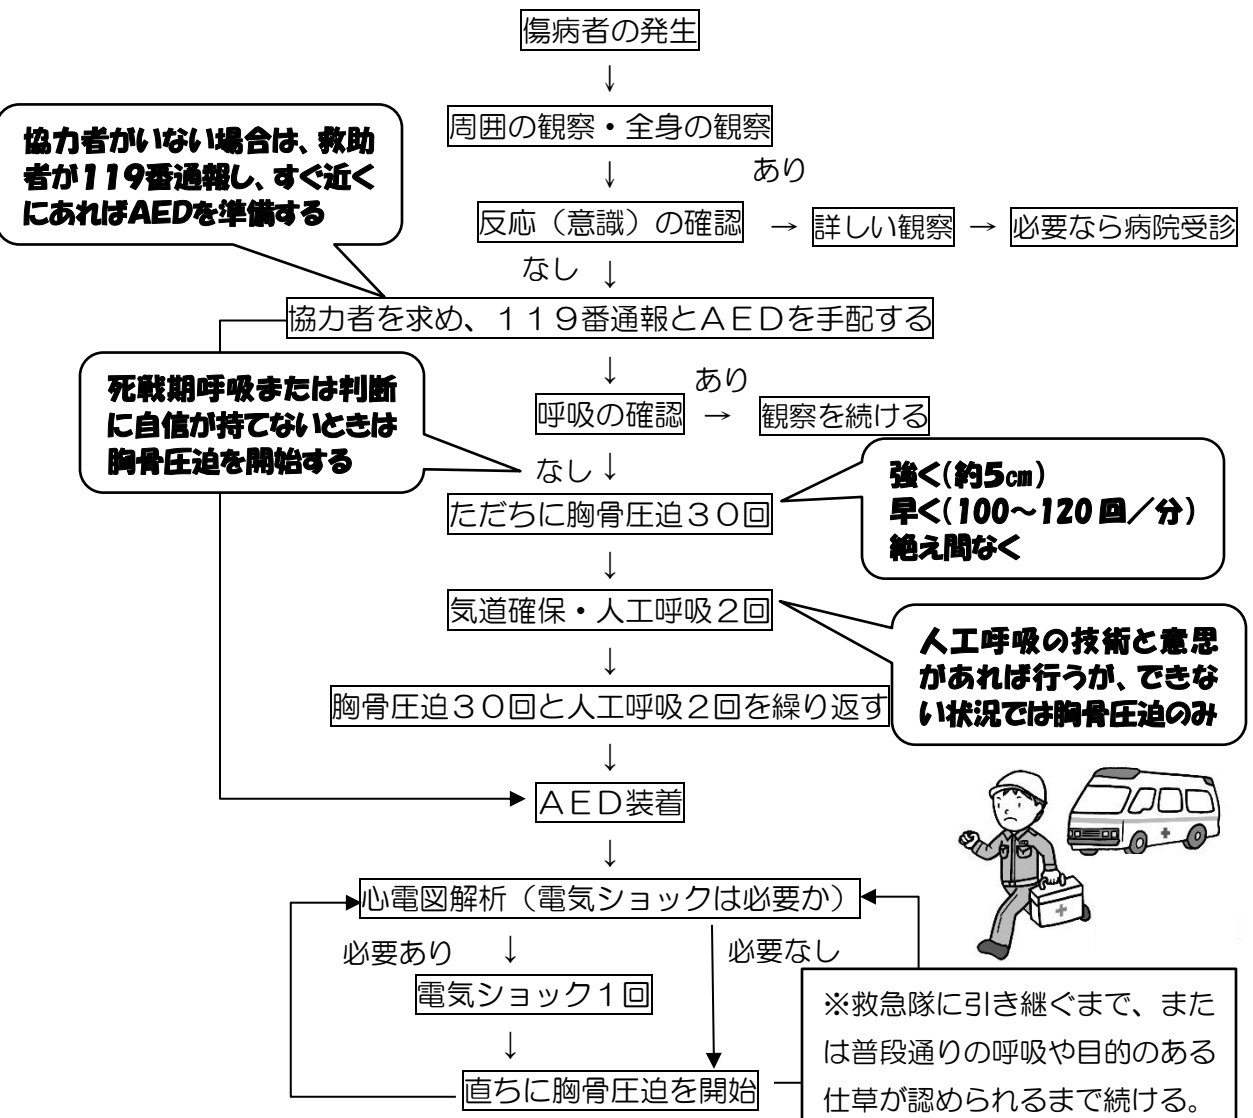 傷病者の発生
↓
周囲の観察・全身の観察
協力者がいない場合は、救助
者が119番通報し、すぐ近く
にあればAEDを準備する
↓
あり
反応（意識）の確認 → 詳しい観察 → 必要なら病院受診
なし ↓
協力者を求め、１１９番通報とＡＥＤを手配する
↓
あり
呼吸の確認 → 観察を続ける
死戦期呼吸または判断
に自信が持てないときは
胸骨圧迫を開始する
なし ↓
ただちに胸骨圧迫３０回
強く(約5㎝)
早く(100～120回／分)
絶え間なく
↓
気道確保・人工呼吸２回
人工呼吸の技術と意思
があれば行うが、できな
い状況では胸骨圧迫のみ
↓
胸骨圧迫３０回と人工呼吸２回を繰り返す
↓
ＡＥＤ装着
↓
心電図解析（電気ショックは必要か）
必要あり ↓ 必要なし
電気ショック１回
↓
直ちに胸骨圧迫を開始
※救急隊に引き継ぐまで、また
は普段通りの呼吸や目的のある
仕草が認められるまで続ける。